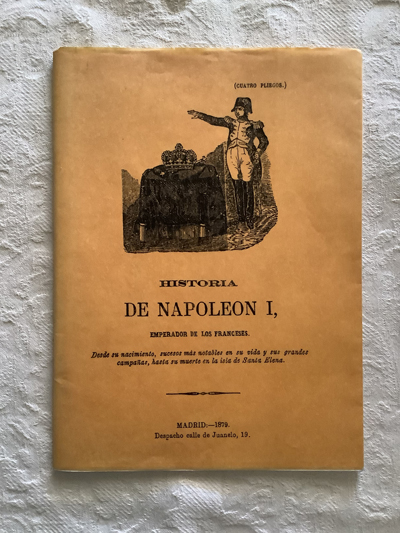 (CUATRO PLIEGOS.)
HISTORIA
DE NAPOLEON I,
EMPERADOR DE LOS FRANCESES.
Desde su nacimiento, sucesos más notables en su vida y sus grandes
campañas, hasta su muerte en la isla de Santa Elena.
MADRID:—1879.
Despacho calle de Juanelo, 19.